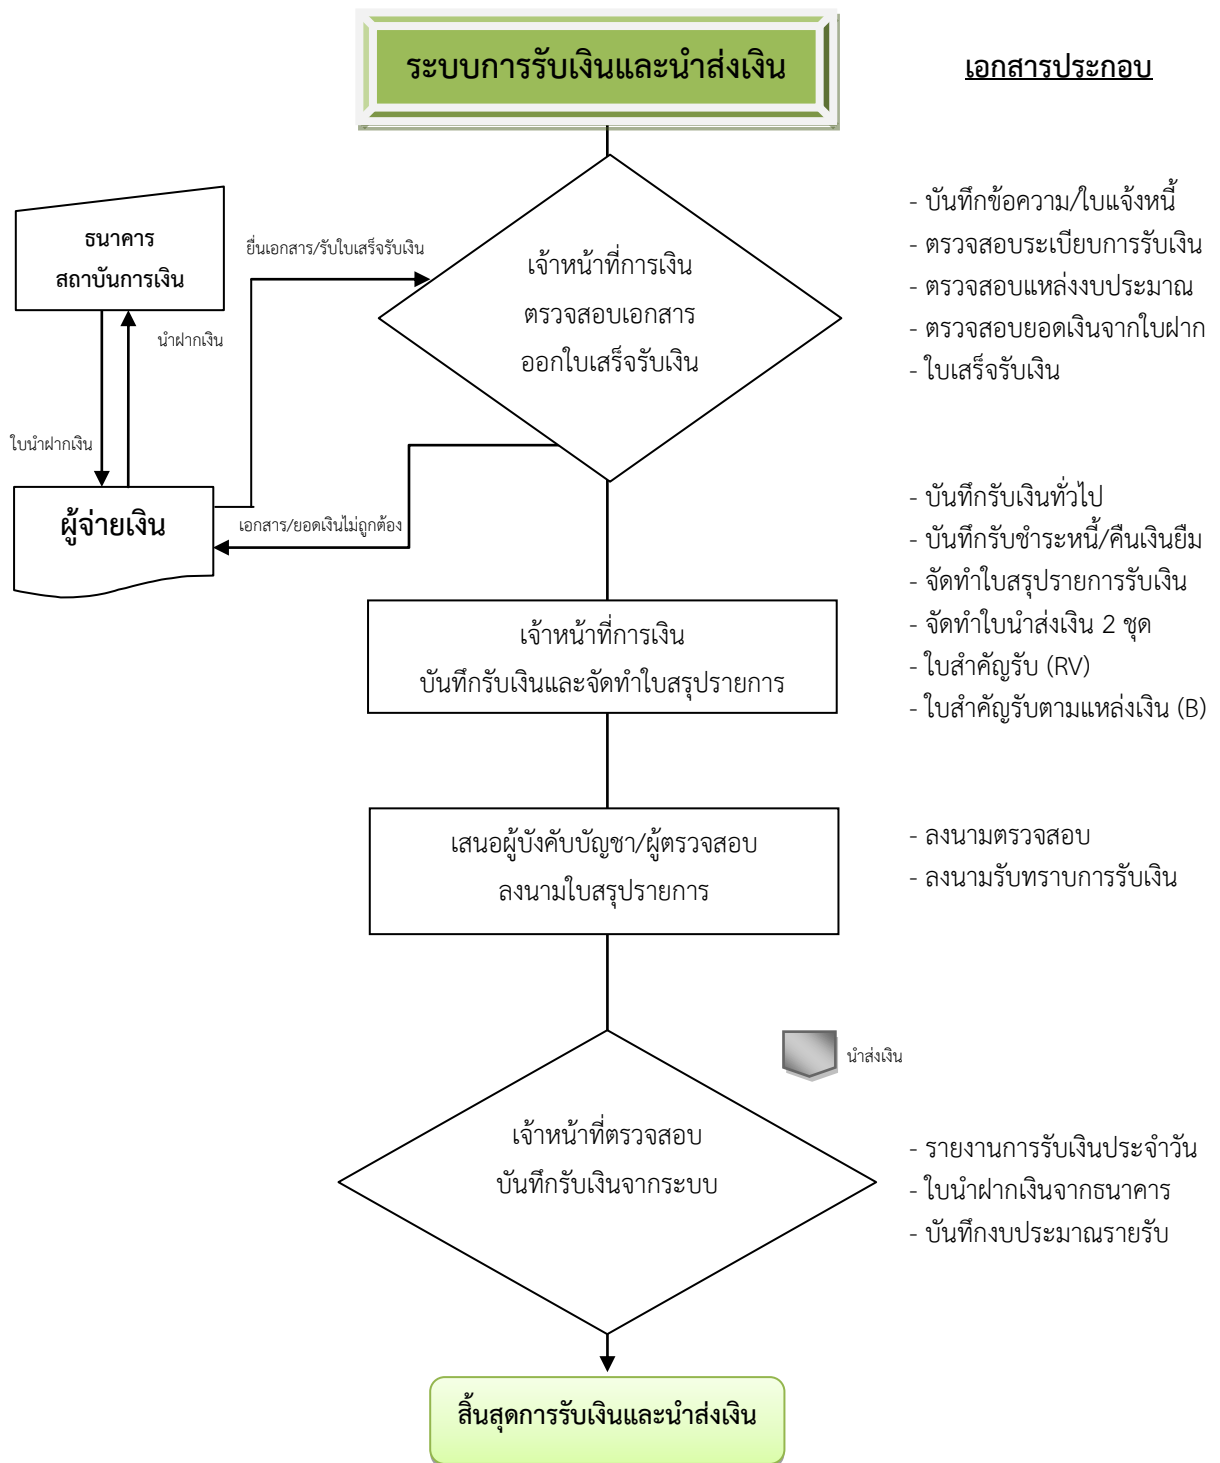 ระบบการรับเงินและนำส่งเงิน
เอกสารประกอบ
ธนาคาร
สถาบันการเงิน
ยื่นเอกสาร/รับใบเสร็จรับเงิน
นำฝากเงิน
ใบนำฝากเงิน
ผู้จ่ายเงิน
เอกสาร/ยอดเงินไม่ถูกต้อง
เจ้าหน้าที่การเงิน
ตรวจสอบเอกสาร
ออกใบเสร็จรับเงิน
- บันทึกข้อความ/ใบแจ้งหนี้
- ตรวจสอบระเบียบการรับเงิน
- ตรวจสอบแหล่งงบประมาณ
- ตรวจสอบยอดเงินจากใบฝาก
- ใบเสร็จรับเงิน
เจ้าหน้าที่การเงิน
บันทึกรับเงินและจัดทำใบสรุปรายการ
- บันทึกรับเงินทั่วไป
- บันทึกรับชำระหนี้/คืนเงินยืม
- จัดทำใบสรุปรายการรับเงิน
- จัดทำใบนำส่งเงิน 2 ชุด
- ใบสำคัญรับ (RV)
- ใบสำคัญรับตามแหล่งเงิน (B)
เสนอผู้บังคับบัญชา/ผู้ตรวจสอบ
ลงนามใบสรุปรายการ
- ลงนามตรวจสอบ
- ลงนามรับทราบการรับเงิน
นำส่งเงิน
เจ้าหน้าที่ตรวจสอบ
บันทึกรับเงินจากระบบ
- รายงานการรับเงินประจำวัน
- ใบนำฝากเงินจากธนาคาร
- บันทึกงบประมาณรายรับ
สิ้นสุดการรับเงินและนำส่งเงิน